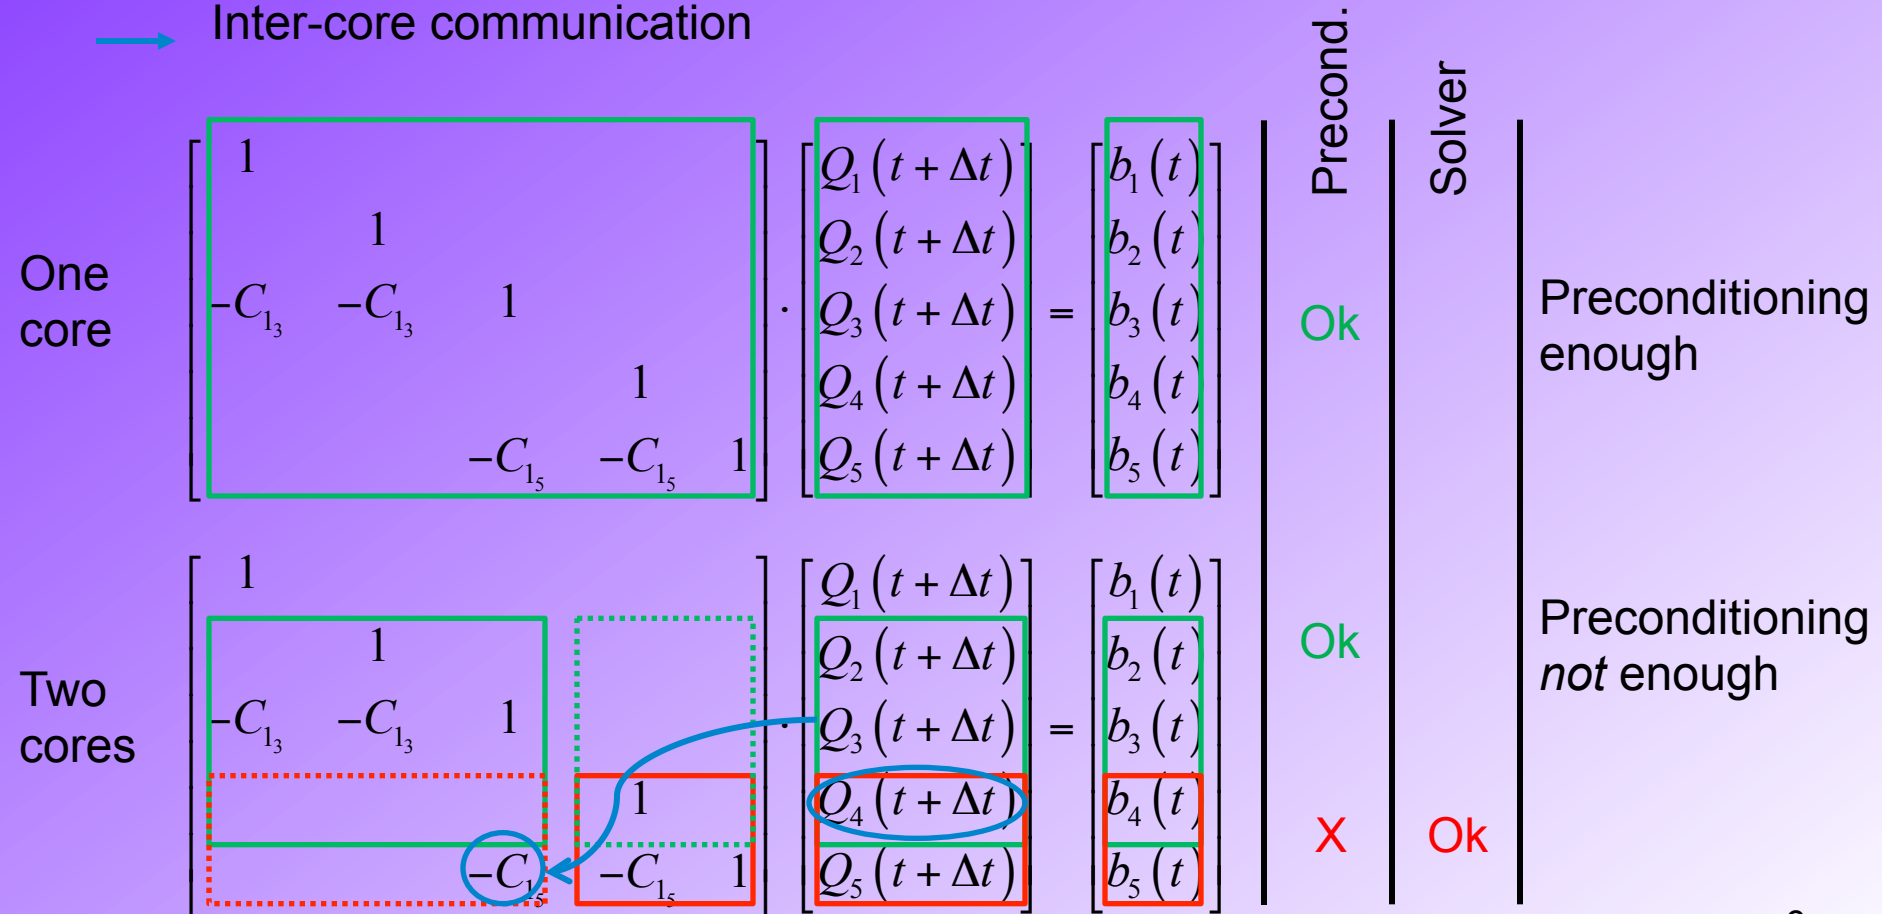 Inter-core communication
Precond.
Solver
One
core
1
1
−C₁₃ −C₁₃ 1
1
−C₁₅ −C₁₅ 1
·
Q₁(t + Δt)
Q₂(t + Δt)
Q₃(t + Δt)
Q₄(t + Δt)
Q₅(t + Δt)
=
b₁(t)
b₂(t)
b₃(t)
b₄(t)
b₅(t)
Ok
Preconditioning
enough
Two
cores
1
1
−C₁₃ −C₁₃ 1
1
−C₁₅ −C₁₅ 1
·
Q₁(t + Δt)
Q₂(t + Δt)
Q₃(t + Δt)
Q₄(t + Δt)
Q₅(t + Δt)
=
b₁(t)
b₂(t)
b₃(t)
b₄(t)
b₅(t)
Ok
X Ok
Preconditioning
not enough